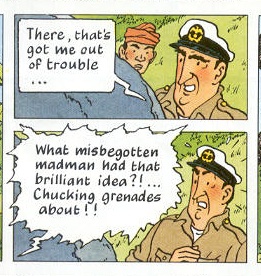 There, that's
got me out
of trouble
...
What misbegotten
madman had that
brilliant idea?!...
Chucking grenades
about!!